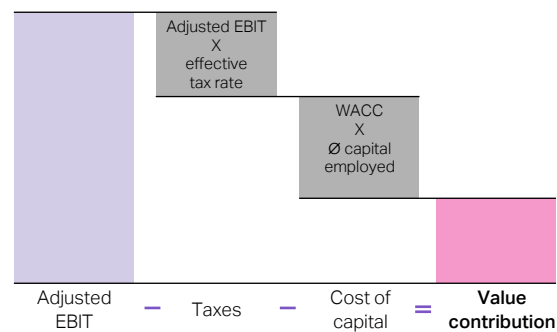 Adjusted EBIT
X
effective
tax rate
WACC
X
Ø capital
employed
Adjusted
EBIT
–
Taxes
–
Cost of
capital
=
Value
contribution